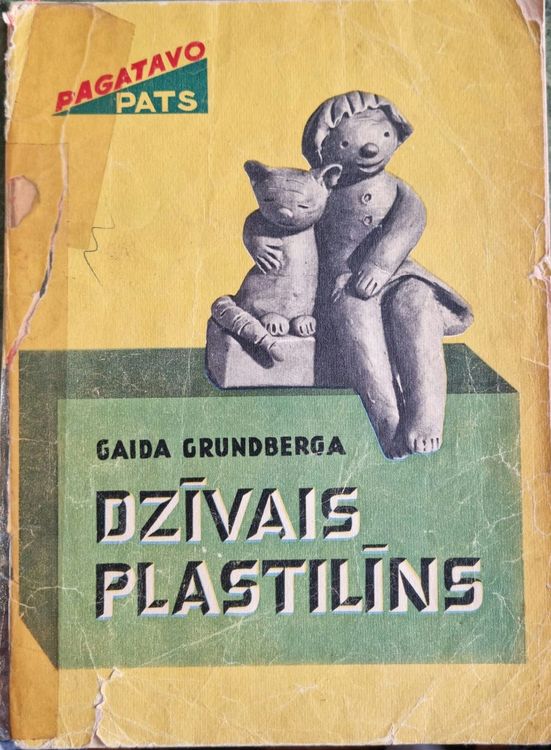 PAGATAVO
PATS
GAIDA GRUNDBERGA
DZĪVAIS
PLASTILĪNS